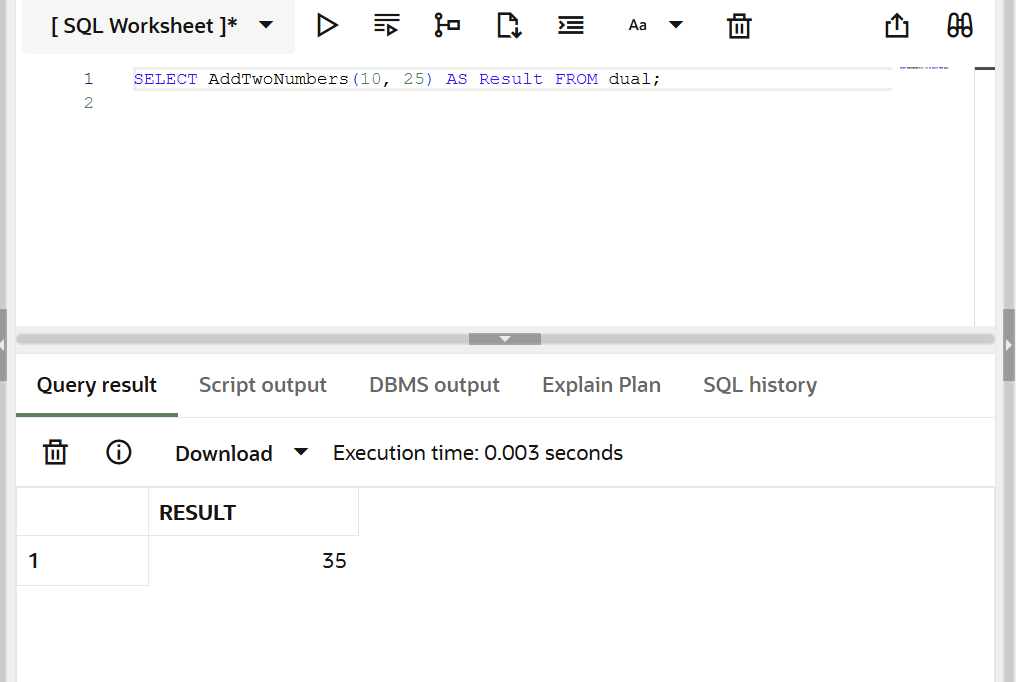 [ SQL Worksheet ]* Aa
1 SELECT AddTwoNumbers(10, 25) AS Result FROM dual;
2
Query result Script output DBMS output Explain Plan SQL history
Download Execution time: 0.003 seconds
RESULT
1 35